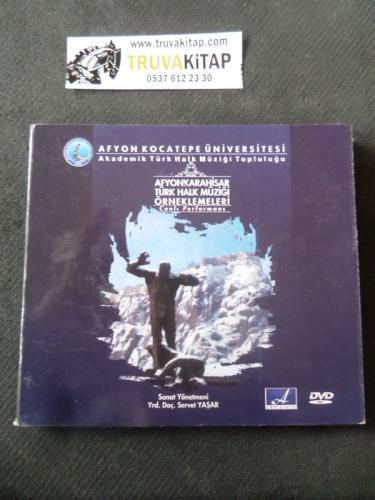 www.truvakitap.com
TRUVAKiTAP
0537 612 23 30
AFYON KOCATEPE ÜNİVERSİTESİ
Akademik Türk Halk Müziği Topluluğu
AFYONKARAHİSAR
TÜRK HALK MÜZİĞİ
ÖRNEKLEMELERİ
Canlı Performans
Sanat Yönetmeni
Yrd. Doç. Servet YAŞAR
A
DVD